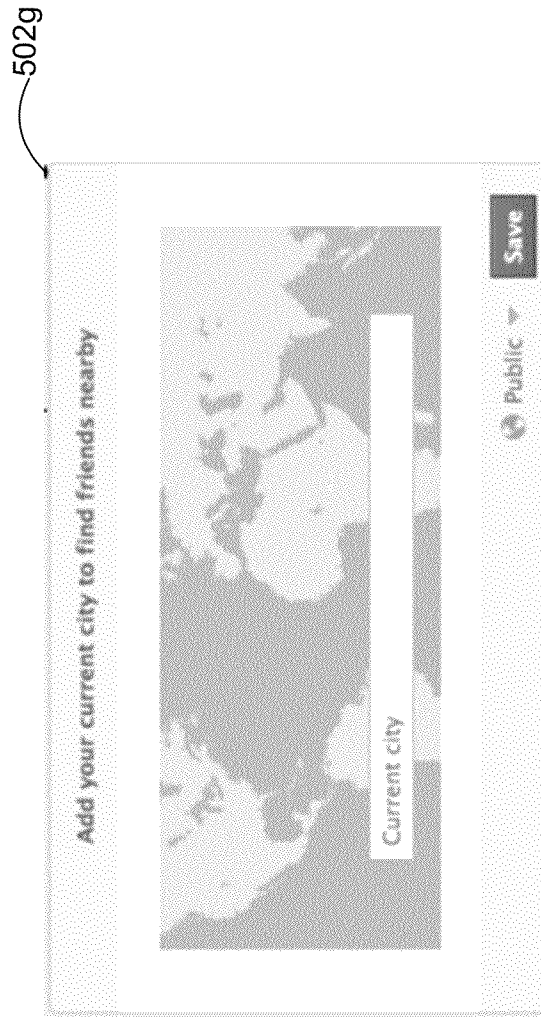 502g
Add your current city to find friends nearby
Current city
Public
Save